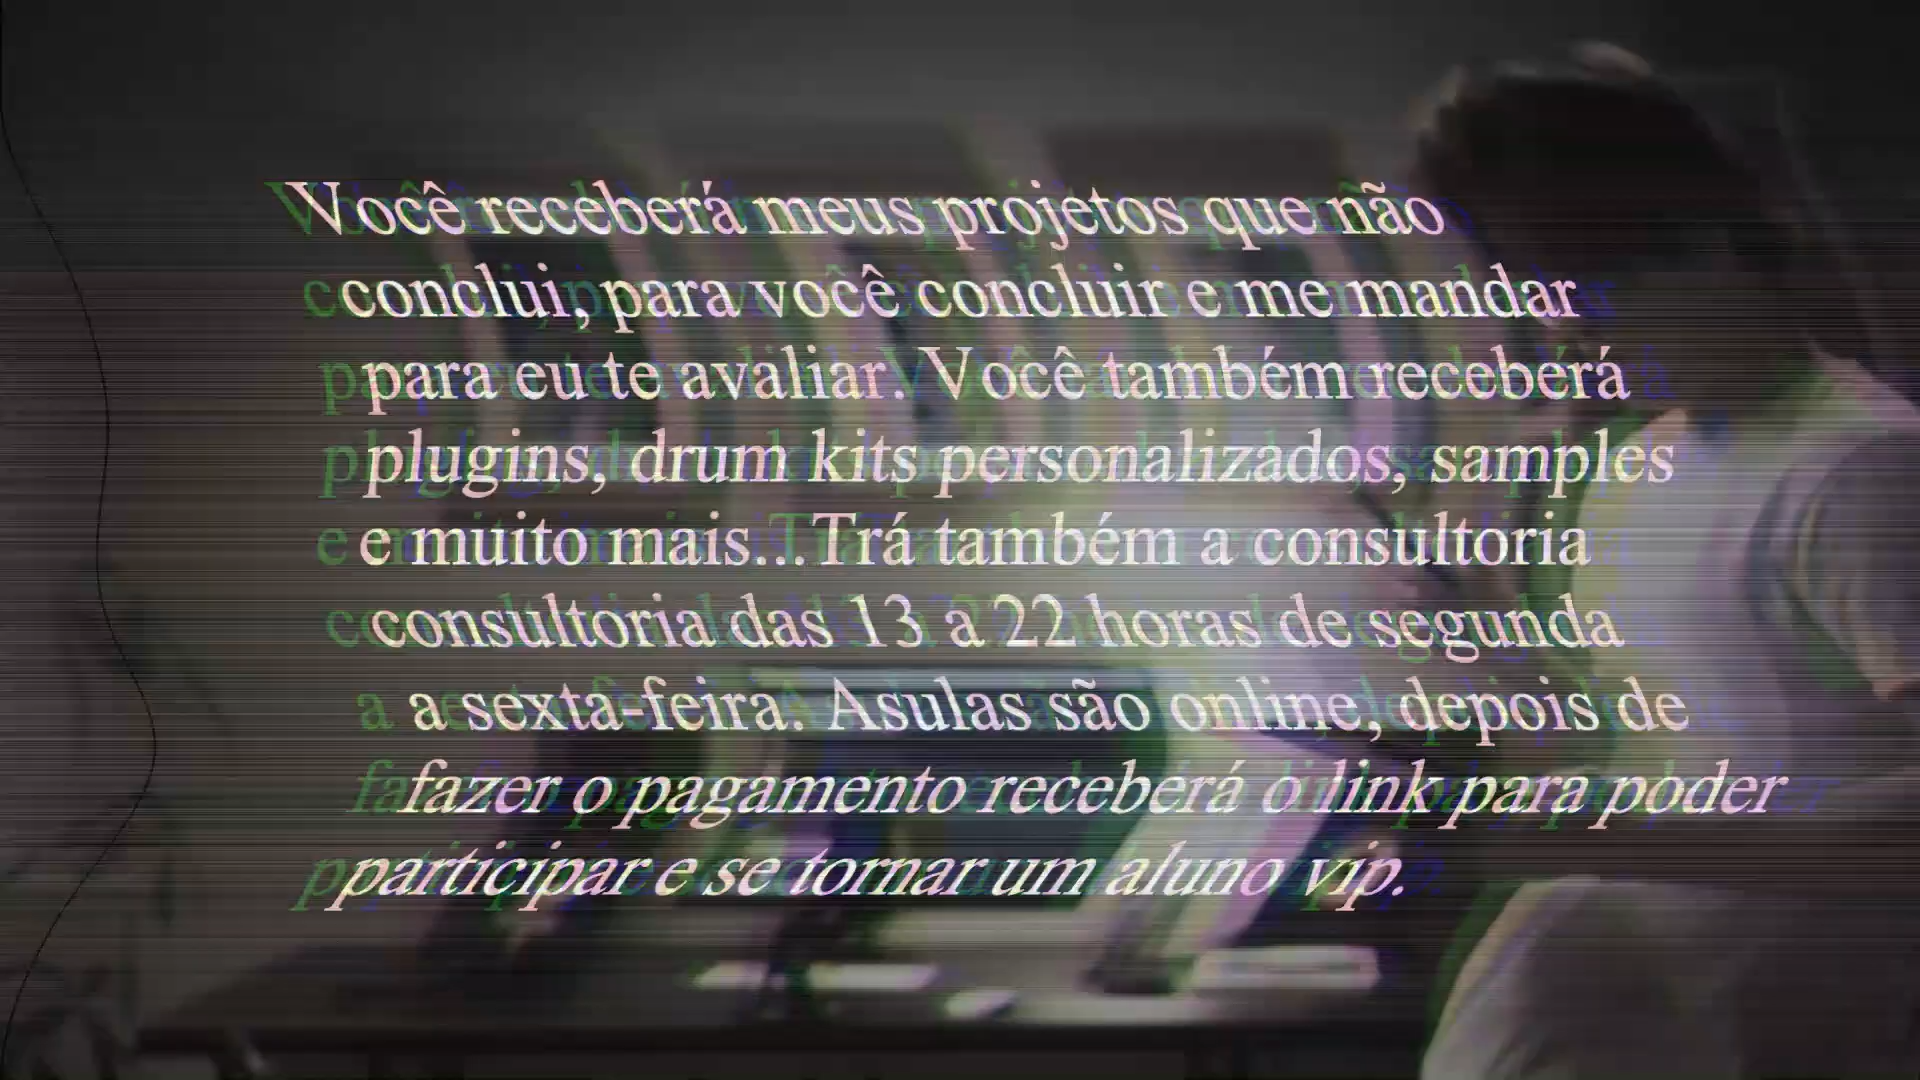 Você receberá meus projetos que não
conclui, para você concluir e me mandar
para eu te avaliar. Você também receberá
plugins, drum kits personalizados, samples
e muito mais...Trá também a consultoria
consultoria das 13 a 22 horas de segunda
a sexta-feira. Asulas são online, depois de
fazer o pagamento receberá o link para poder
participar e se tornar um aluno vip.